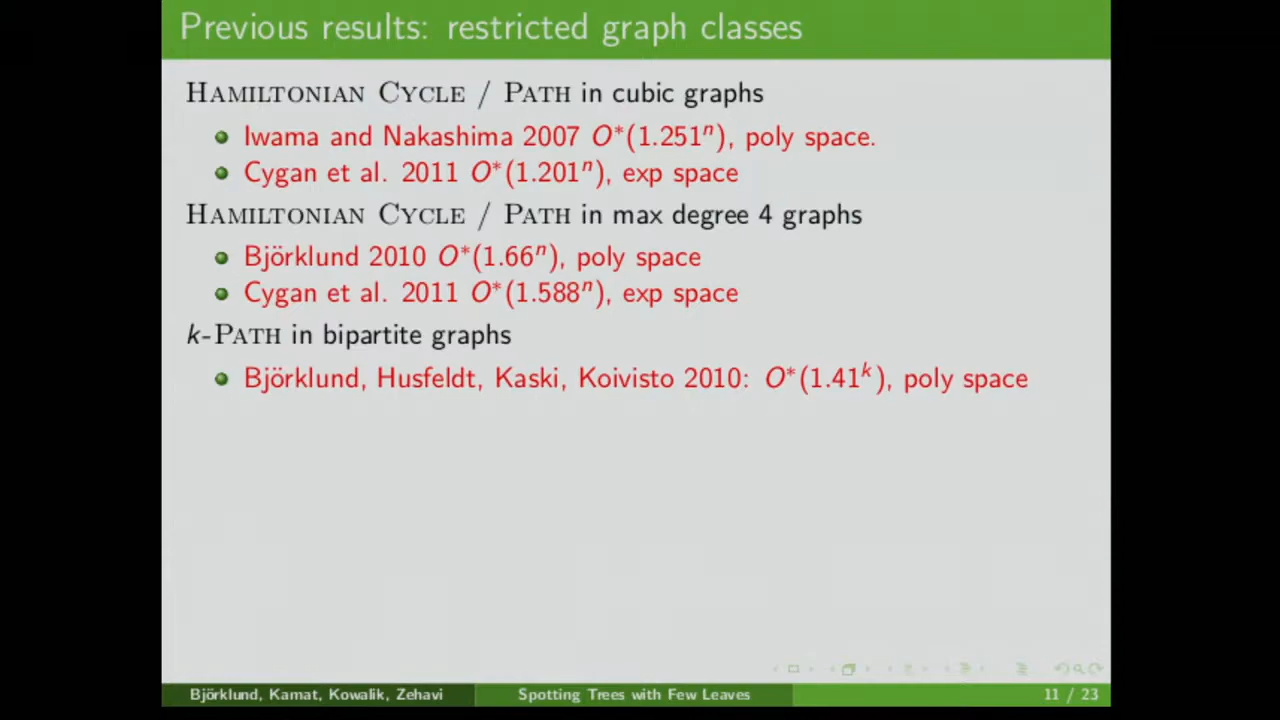 Previous results: restricted graph classes
HAMILTONIAN CYCLE / PATH in cubic graphs
Iwama and Nakashima 2007 O*(1.251ⁿ), poly space.
Cygan et al. 2011 O*(1.201ⁿ), exp space
HAMILTONIAN CYCLE / PATH in max degree 4 graphs
Björklund 2010 O*(1.66ⁿ), poly space
Cygan et al. 2011 O*(1.588ⁿ), exp space
k-PATH in bipartite graphs
Björklund, Husfeldt, Kaski, Koivisto 2010: O*(1.41ᵏ), poly space
Björklund, Kamat, Kowalik, Zehavi
Spotting Trees with Few Leaves
11 / 23